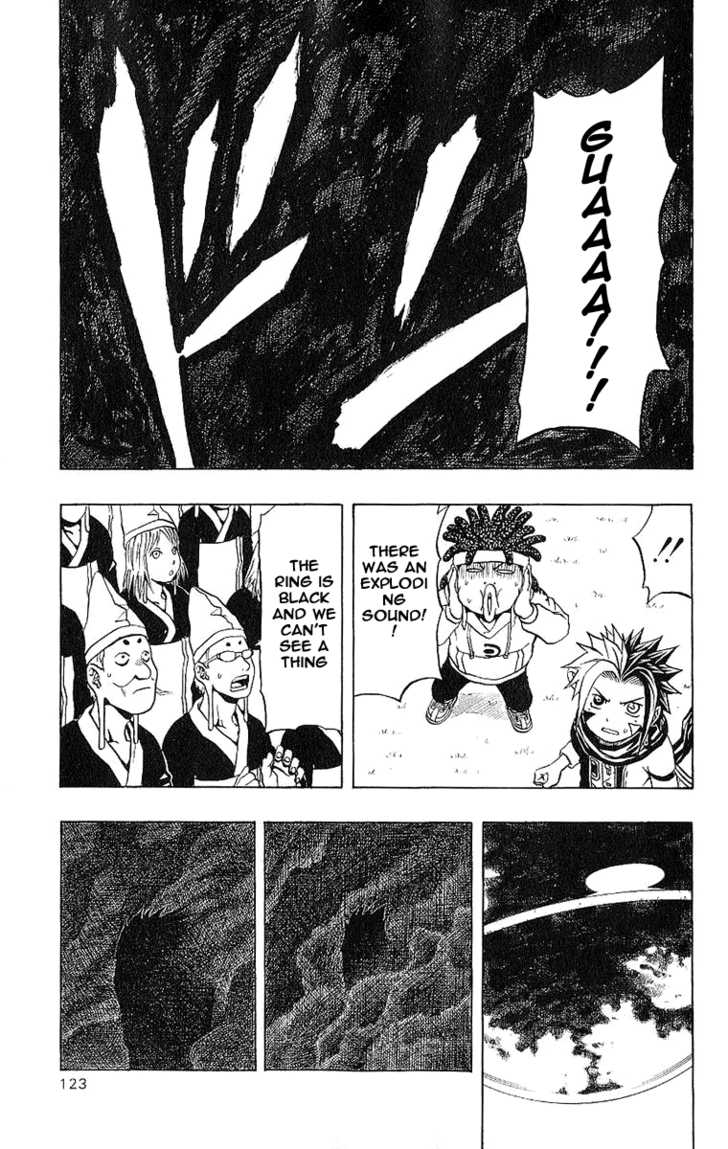 GUAAAA!!!
!!
THERE
WAS AN
EXPLODI
NG
SOUND!
!
THE
RING IS
BLACK
AND WE
CAN'T
SEE A
THING
123